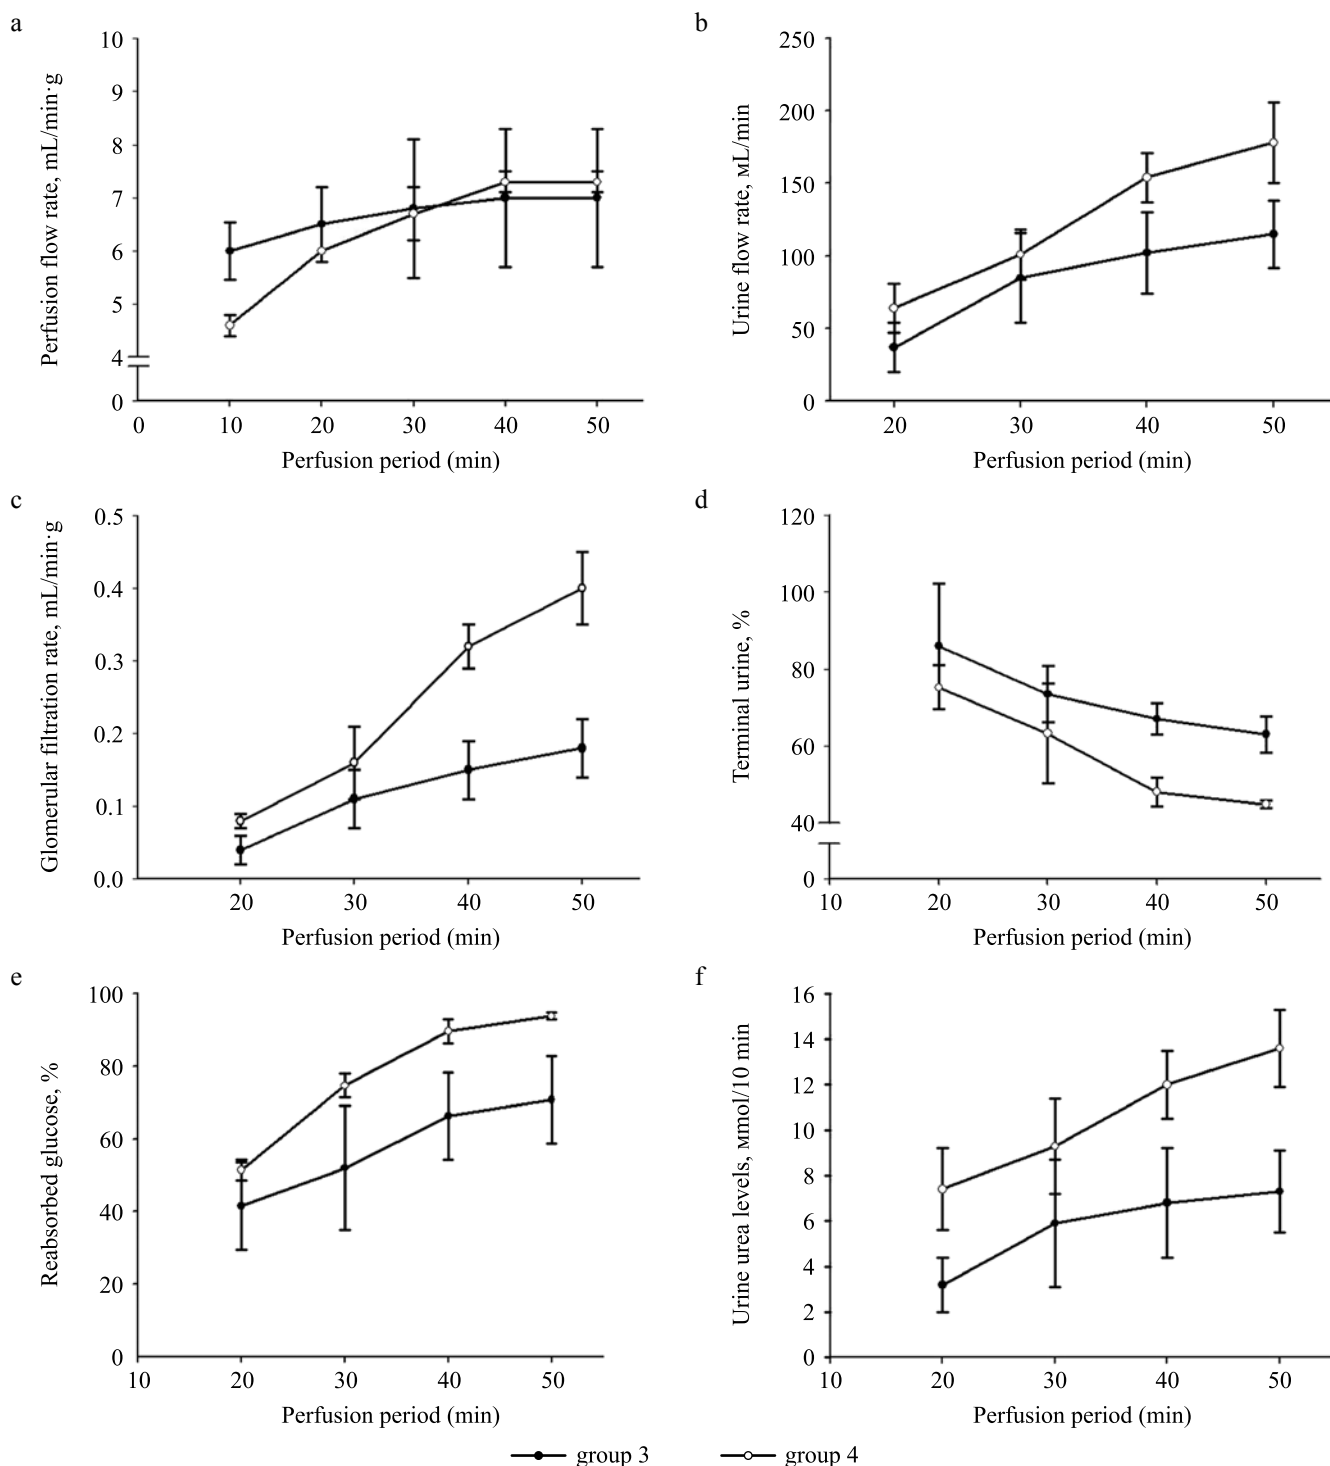 a
Perfusion flow rate, mL/min·g
10
9
8
7
6
5
4
0
0 10 20 30 40 50
Perfusion period (min)
b
Urine flow rate, мL/min
250
200
150
100
50
0
20 30 40 50
Perfusion period (min)
c
Glomerular filtration rate, mL/min·g
0.5
0.4
0.3
0.2
0.1
0.0
20 30 40 50
Perfusion period (min)
d
Terminal urine, %
120
100
80
60
40
0
10 20 30 40 50
Perfusion period (min)
e
Reabsorbed glucose, %
100
80
60
40
20
0
10 20 30 40 50
Perfusion period (min)
f
Urine urea levels, мmol/10 min
16
14
12
10
8
6
4
2
0
10 20 30 40 50
Perfusion period (min)
group 3 group 4